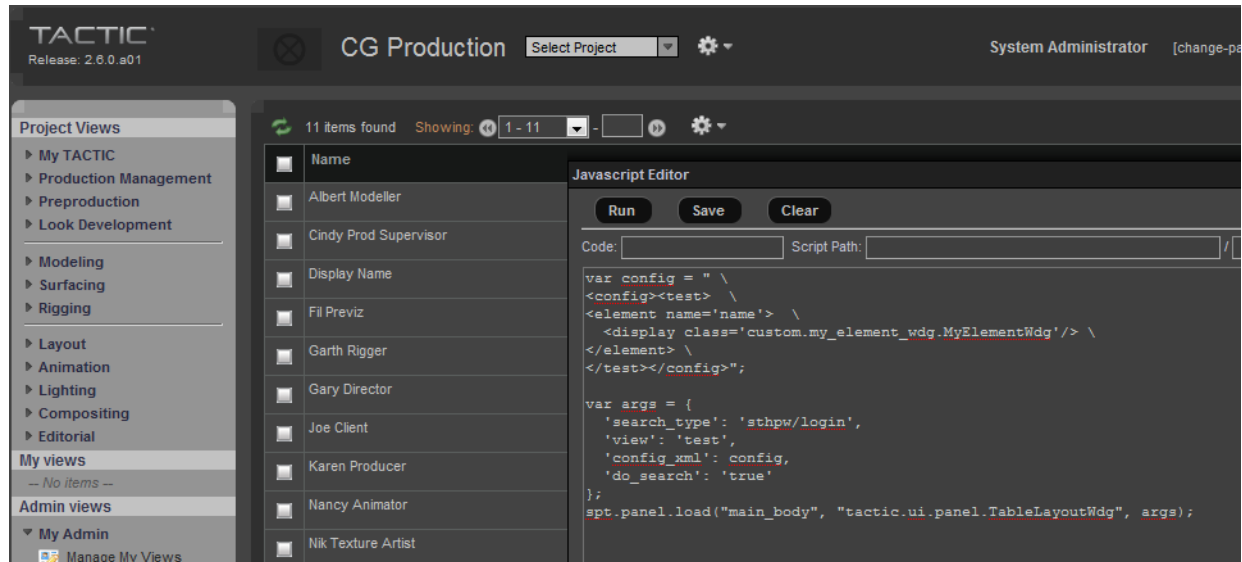 TACTIC
Release: 2.6.0.a01
CG Production
Select Project
System Administrator
[change-pa
Project Views
My TACTIC
Production Management
Preproduction
Look Development
Modeling
Surfacing
Rigging
Layout
Animation
Lighting
Compositing
Editorial
My views
-- No items --
Admin views
My Admin
Manage My Views
11 items found Showing: 1 - 11 -
Name
Albert Modeller
Cindy Prod Supervisor
Display Name
Fil Previz
Garth Rigger
Gary Director
Joe Client
Karen Producer
Nancy Animator
Nik Texture Artist
Javascript Editor
Run Save Clear
Code: Script Path: /
var config = " \
<config><test> \
<element name='name'> \
  <display class='custom.my_element_wdg.MyElementWdg'/> \
</element> \
</test></config>";
var args = {
  'search_type': 'sthpw/login',
  'view': 'test',
  'config_xml': config,
  'do_search': 'true'
};
spt.panel.load("main_body", "tactic.ui.panel.TableLayoutWdg", args);